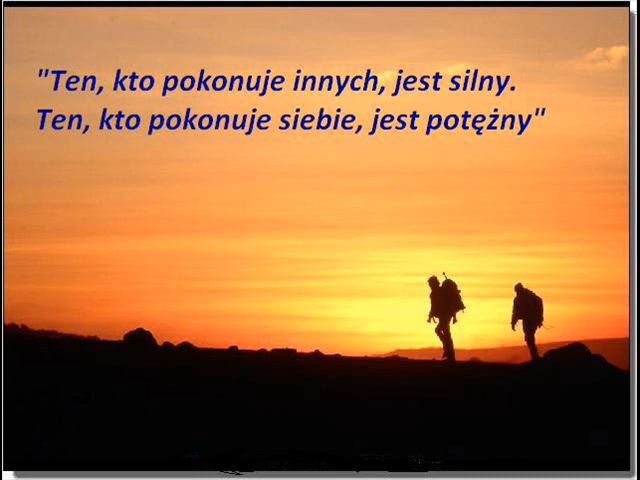 "Ten, kto pokonuje innych, jest silny.
Ten, kto pokonuje siebie, jest potężny"